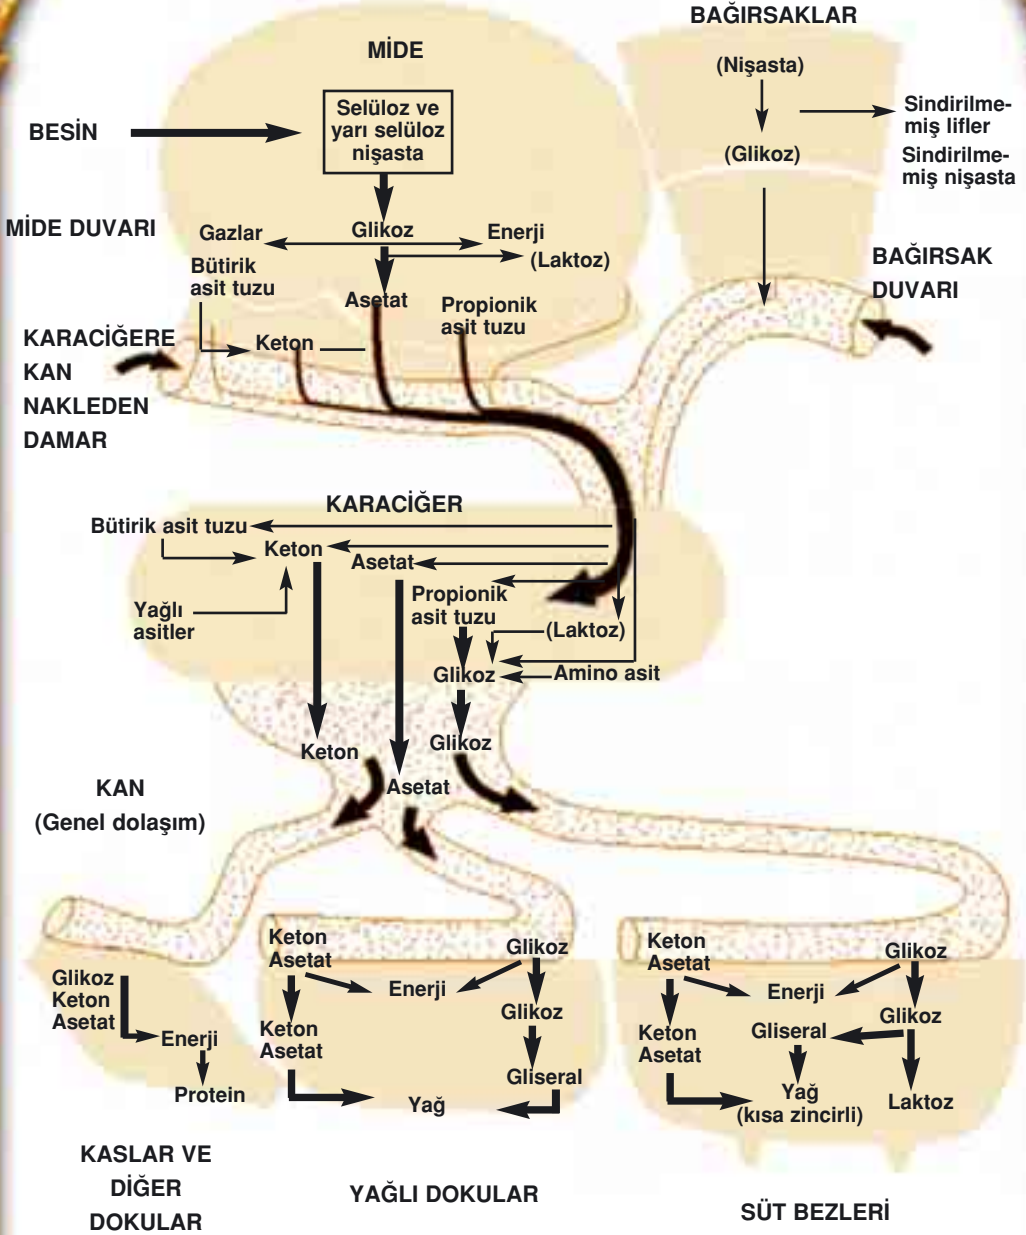 BAĞIRSAKLAR
MİDE
(Nişasta)
Selüloz ve
yarı selüloz
nişasta
BESİN
Sindirilme-
miş lifler
(Glikoz)
Sindirilme-
miş nişasta
MİDE DUVARI
Gazlar
Glikoz
Enerji
(Laktoz)
Bütirik
asit tuzu
BAĞIRSAK
DUVARI
Asetat
Propionik
asit tuzu
Keton
KARACİĞERE
KAN
NAKLEDEN
DAMAR
KARACİĞER
Bütirik asit tuzu
Keton
Asetat
Propionik
asit tuzu
Yağlı
asitler
(Laktoz)
Glikoz
Amino asit
Keton
Glikoz
Asetat
KAN
(Genel dolaşım)
Glikoz
Keton
Asetat
Enerji
Protein
Keton
Asetat
Glikoz
Enerji
Keton
Asetat
Glikoz
Gliseral
Yağ
Keton
Asetat
Glikoz
Enerji
Keton
Asetat
Gliseral
Glikoz
Yağ
(kısa zincirli)
Laktoz
KASLAR VE
DİĞER
DOKULAR
YAĞLI DOKULAR
SÜT BEZLERİ